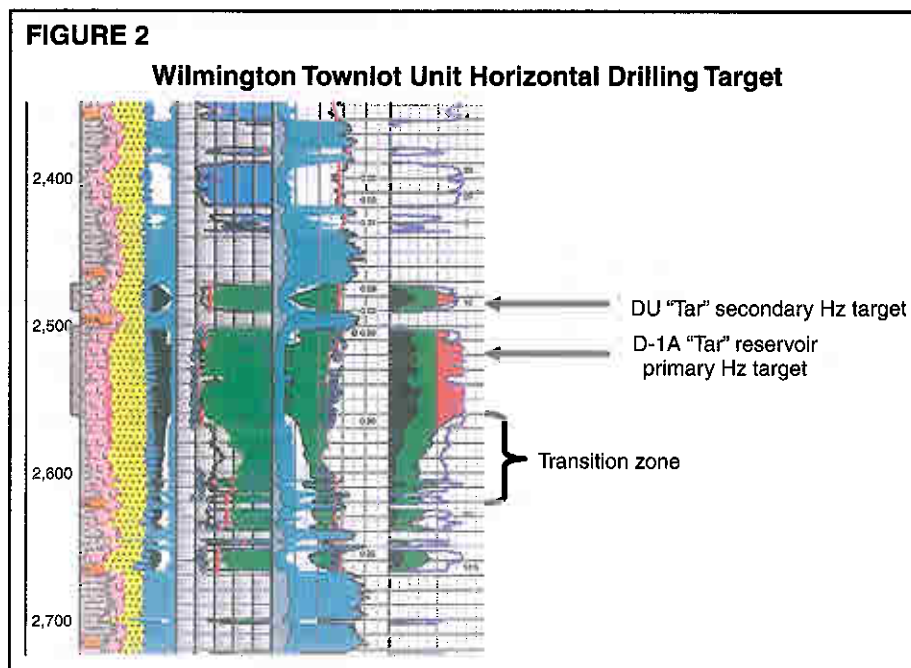 FIGURE 2
Wilmington Townlot Unit Horizontal Drilling Target
2,400
2,500
2,600
2,700
DU "Tar" secondary Hz target
D-1A "Tar" reservoir
primary Hz target
Transition zone